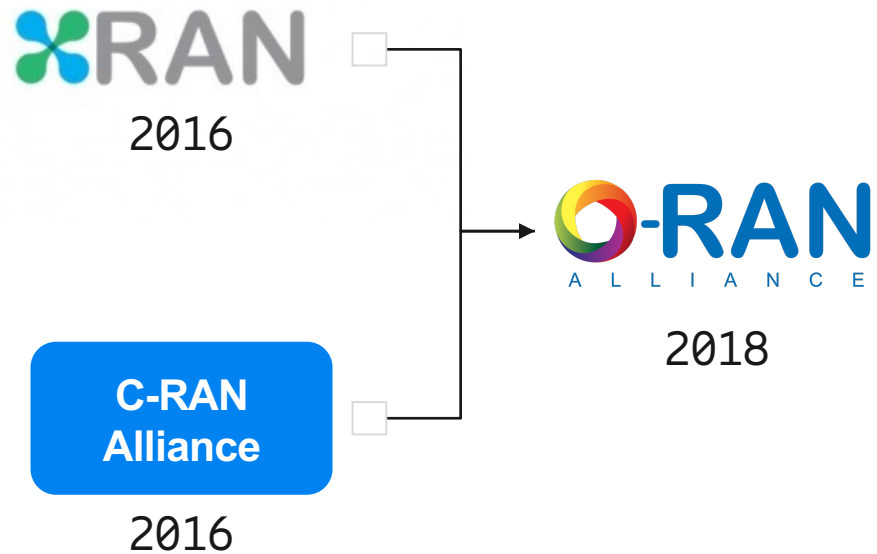 XRAN
2016
O-RAN
ALLIANCE
2018
C-RAN
Alliance
2016